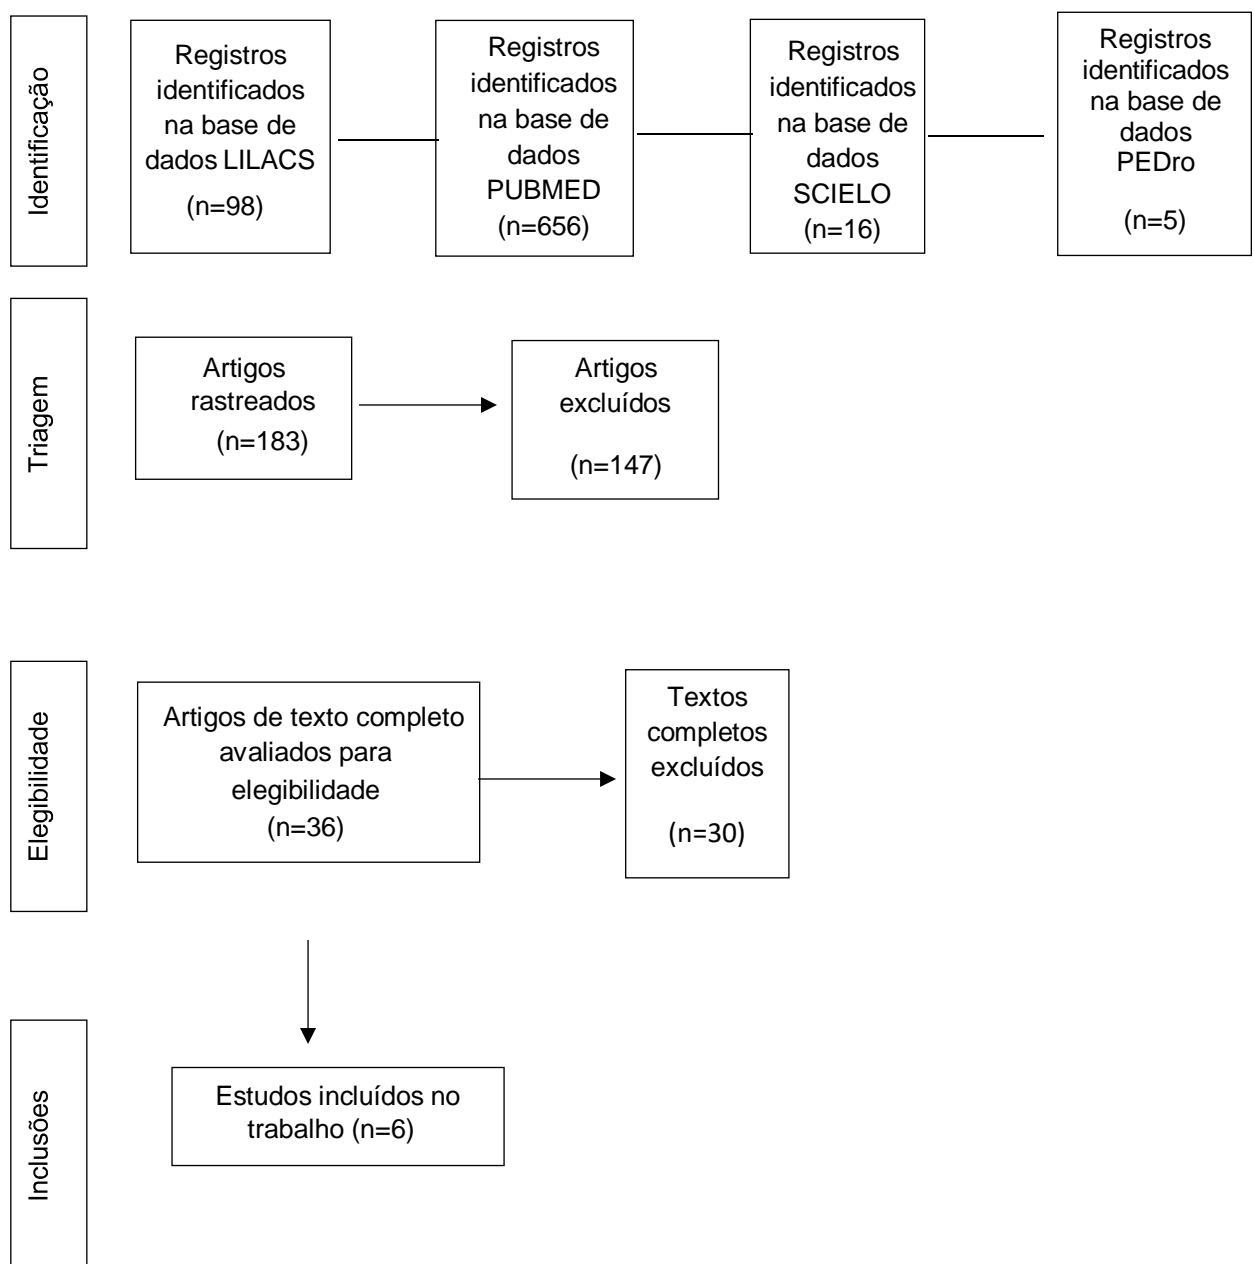 Identificação
Registros
identificados
na base de
dados LILACS
(n=98)
Registros
identificados
na base de
dados
PUBMED
(n=656)
Registros
identificados
na base de
dados
SCIELO
(n=16)
Registros
identificados
na base de
dados
PEDro
(n=5)
Triagem
Artigos
rastreados
(n=183)
Artigos
excluídos
(n=147)
Elegibilidade
Artigos de texto completo
avaliados para
elegibilidade
(n=36)
Textos
completos
excluídos
(n=30)
Inclusões
Estudos incluídos no
trabalho (n=6)